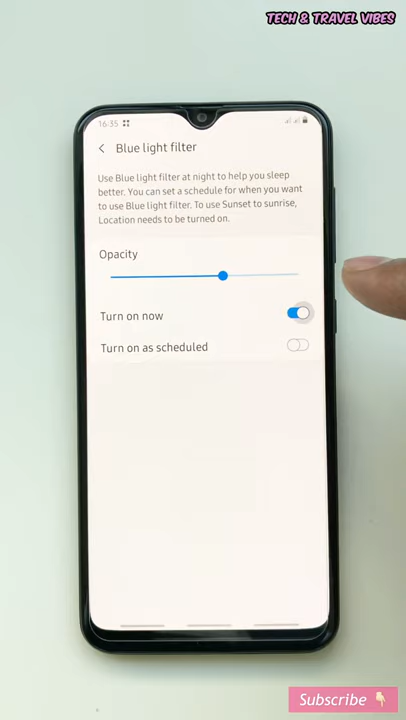 TECH & TRAVEL VIBES
16:35
Blue light filter
Use Blue light filter at night to help you sleep
better. You can set a schedule for when you want
to use Blue light filter. To use Sunset to sunrise,
Location needs to be turned on.
Opacity
Turn on now
Turn on as scheduled
Subscribe